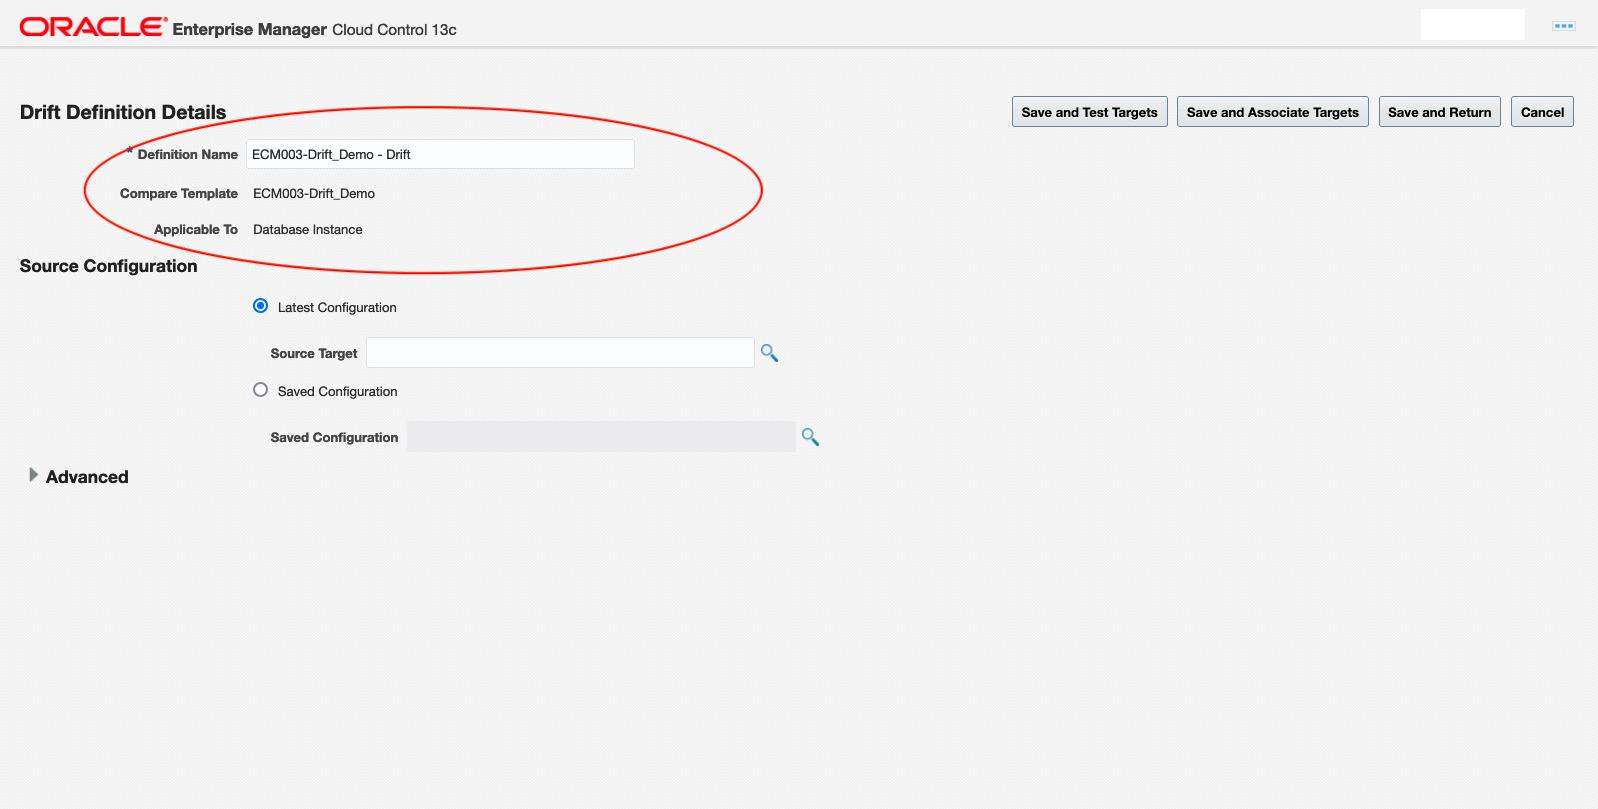 ORACLE® Enterprise Manager Cloud Control 13c
Drift Definition Details
Save and Test Targets Save and Associate Targets Save and Return Cancel
* Definition Name ECM003-Drift_Demo - Drift
Compare Template ECM003-Drift_Demo
Applicable To Database Instance
Source Configuration
Latest Configuration
Source Target
Saved Configuration
Saved Configuration
Advanced